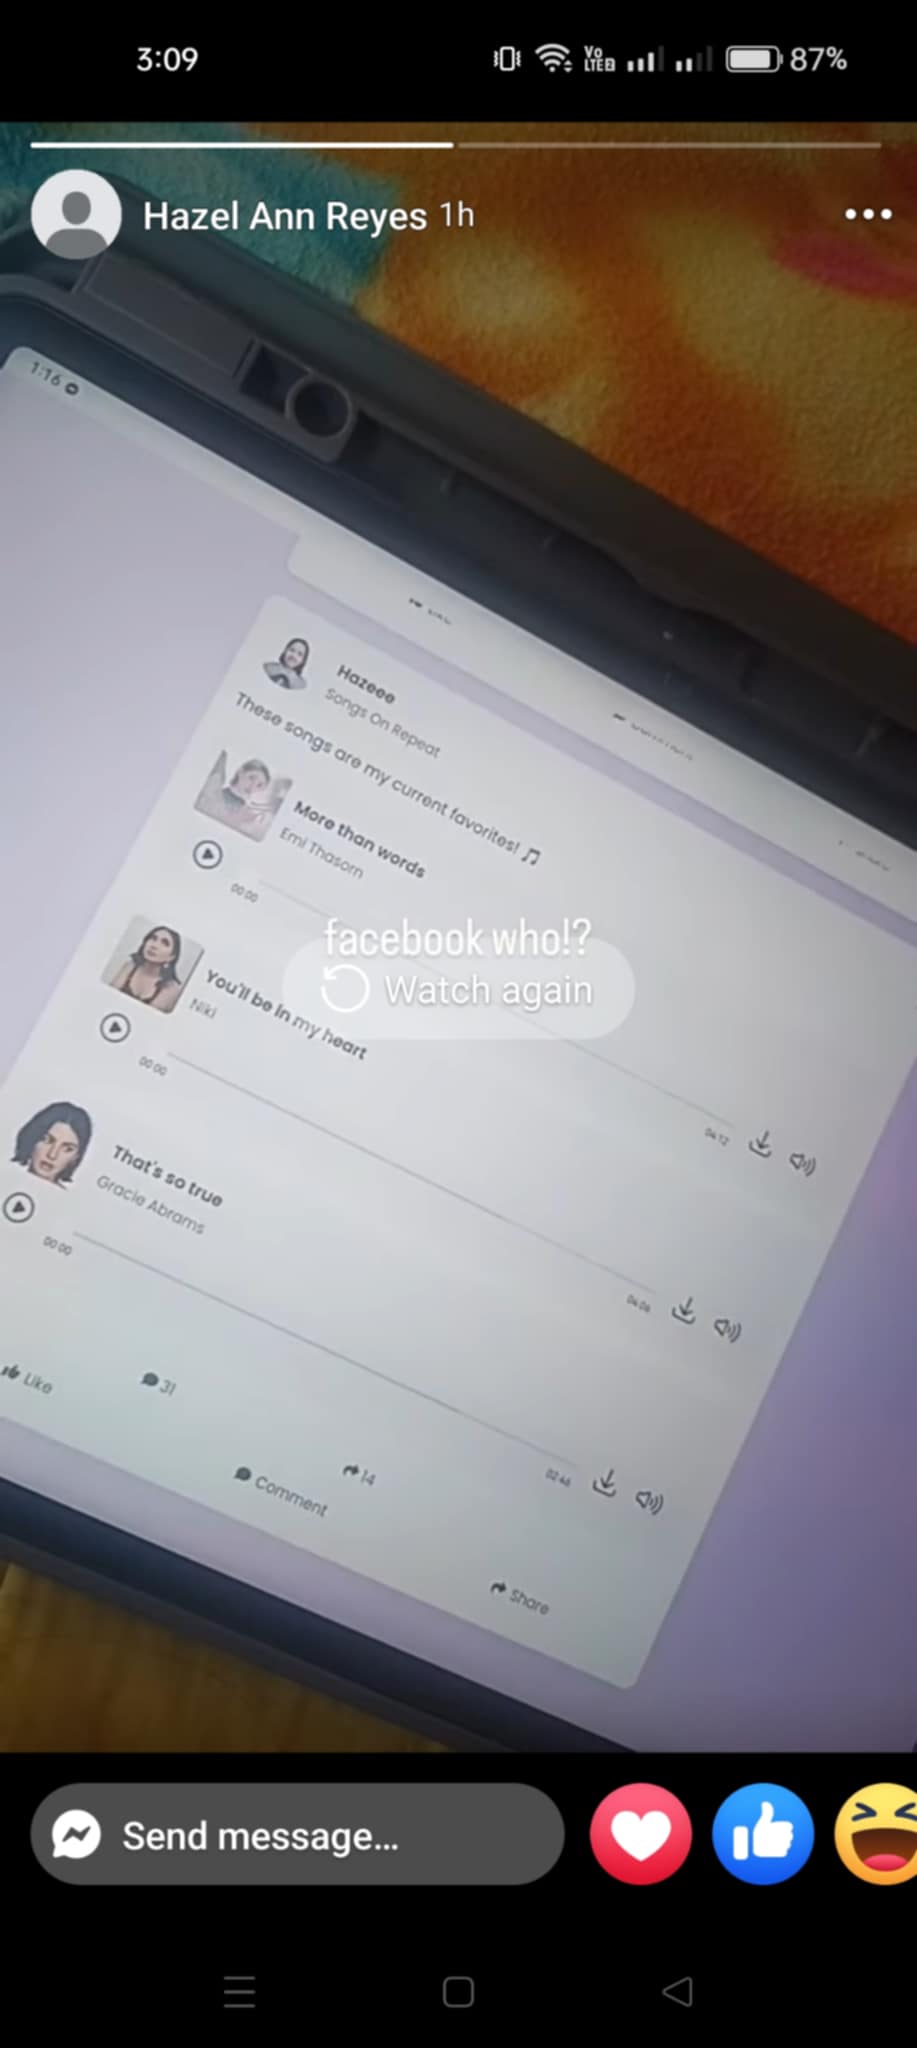 3:09
Vo
LTE2
87%
Hazel Ann Reyes 1h
1:16
Hazeee
Songs On Repeat
These songs are my current favorites!
More than words
Emi Thasorn
00:00
04:12
facebook who!?
Watch again
You'll be in my heart
Niki
00:00
04:06
That's so true
Gracie Abrams
00:00
02:46
Like
31
14
Comment
Share
Send message...